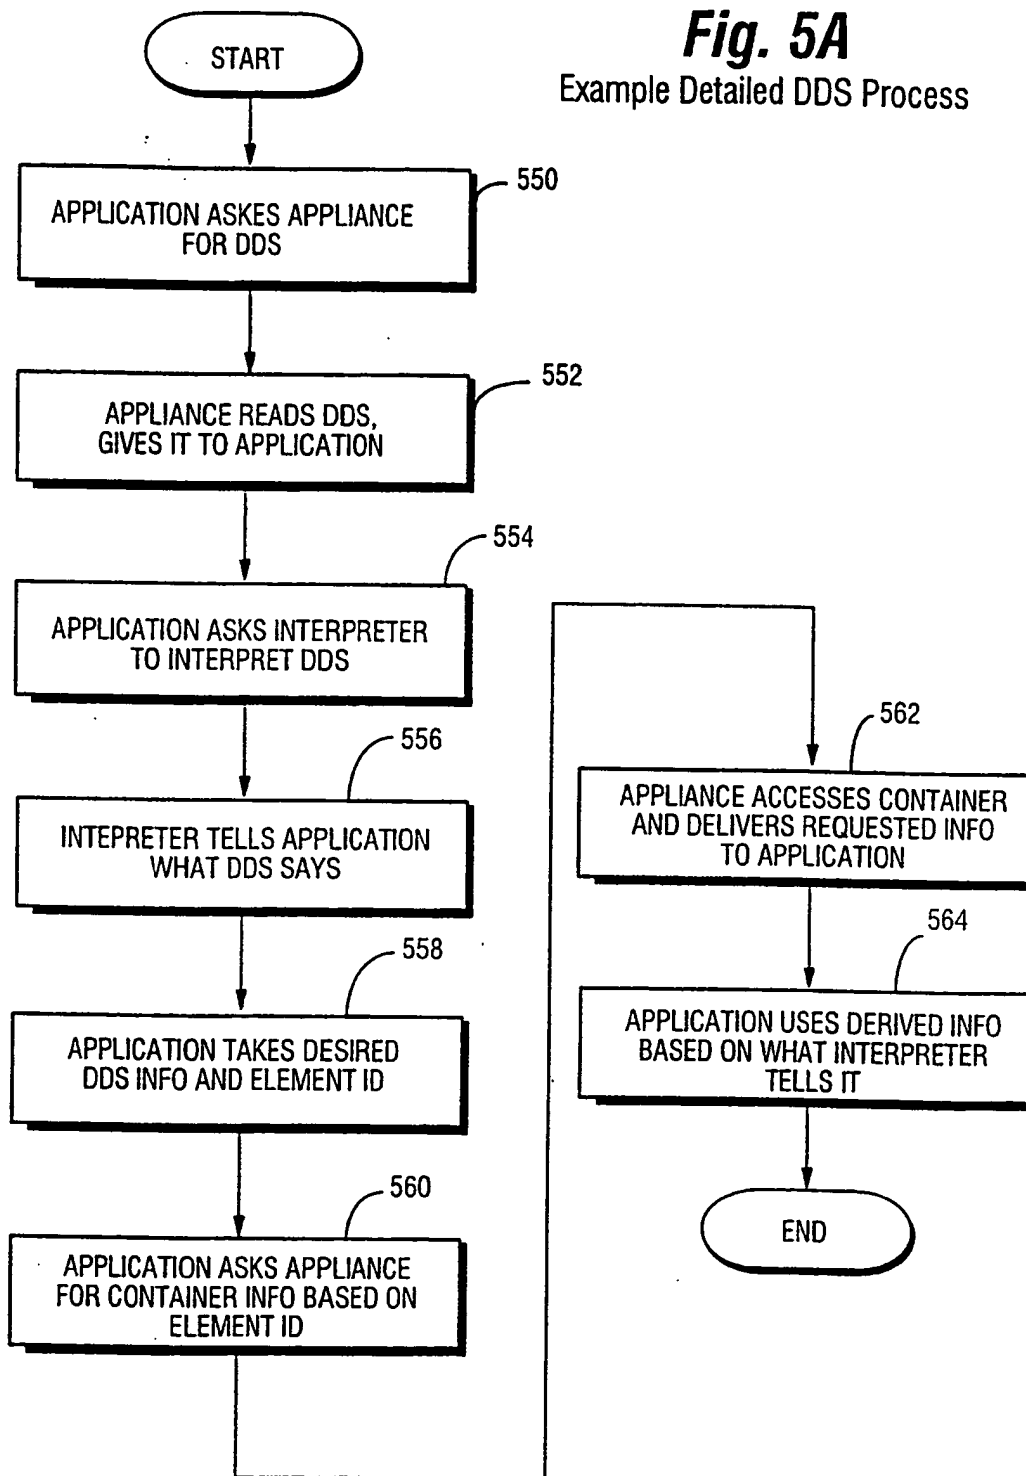 Fig. 5A
Example Detailed DDS Process
START
550
APPLICATION ASKES APPLIANCE
FOR DDS
552
APPLIANCE READS DDS,
GIVES IT TO APPLICATION
554
APPLICATION ASKS INTERPRETER
TO INTERPRET DDS
556
INTEPRETER TELLS APPLICATION
WHAT DDS SAYS
558
APPLICATION TAKES DESIRED
DDS INFO AND ELEMENT ID
560
APPLICATION ASKS APPLIANCE
FOR CONTAINER INFO BASED ON
ELEMENT ID
562
APPLIANCE ACCESSES CONTAINER
AND DELIVERS REQUESTED INFO
TO APPLICATION
564
APPLICATION USES DERIVED INFO
BASED ON WHAT INTERPRETER
TELLS IT
END